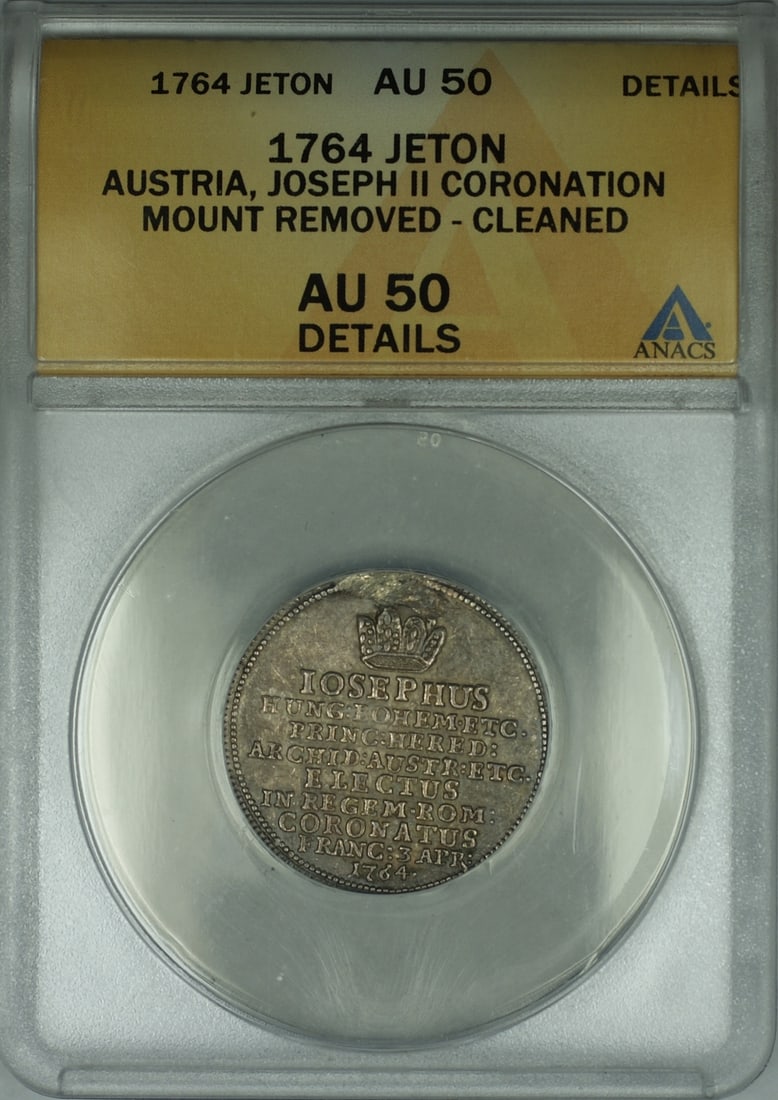 1764 JETON AU 50 DETAILS
1764 JETON
AUSTRIA, JOSEPH II CORONATION
MOUNT REMOVED - CLEANED
AU 50
DETAILS
ANACS
IOSEPHUS
HUNG·BOHEM·ETC.
PRINC·HERED:
ARCHID:AUSTR:ETC.
ELECTUS
IN REGEM·ROM:
CORONATUS
FRANC:3 APR:
1764·